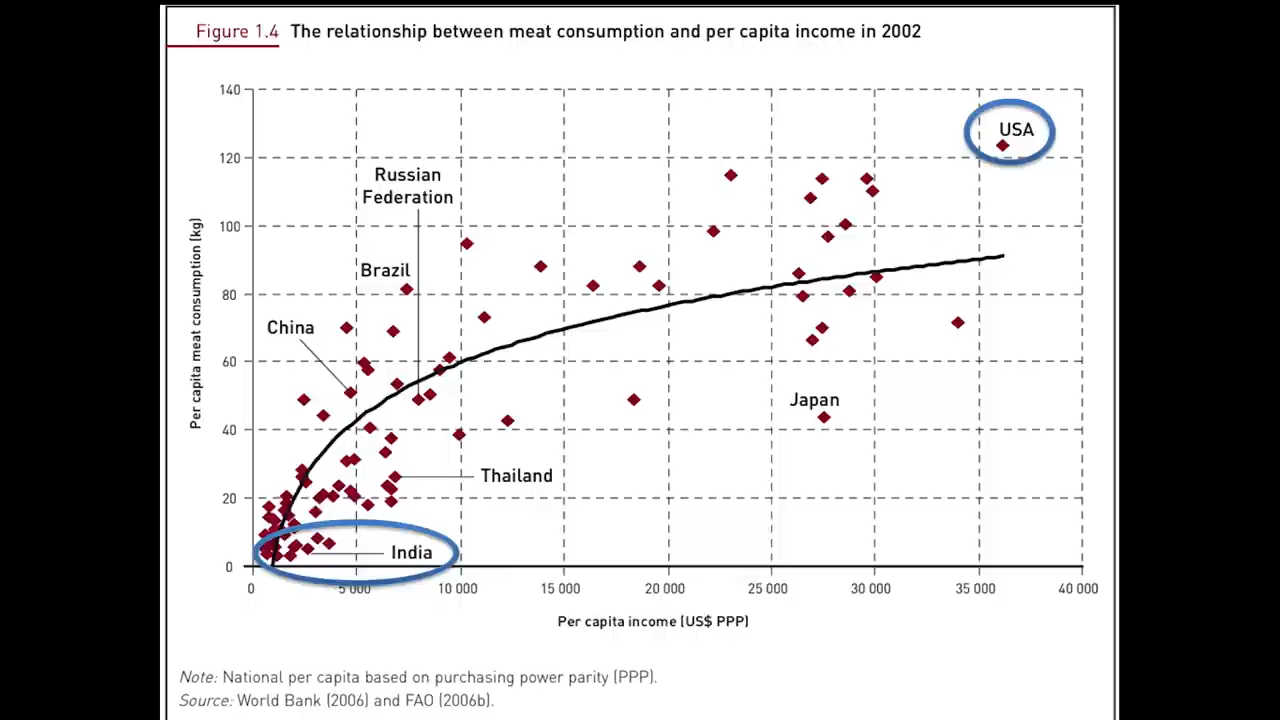 Figure 1.4 The relationship between meat consumption and per capita income in 2002
140
120
100
80
60
40
20
0
Per capita meat consumption (kg)
USA
Russian
Federation
Brazil
China
Japan
Thailand
India
0 5 000 10 000 15 000 20 000 25 000 30 000 35 000 40 000
Per capita income (US$ PPP)
Note: National per capita based on purchasing power parity (PPP).
Source: World Bank (2006) and FAO (2006b).